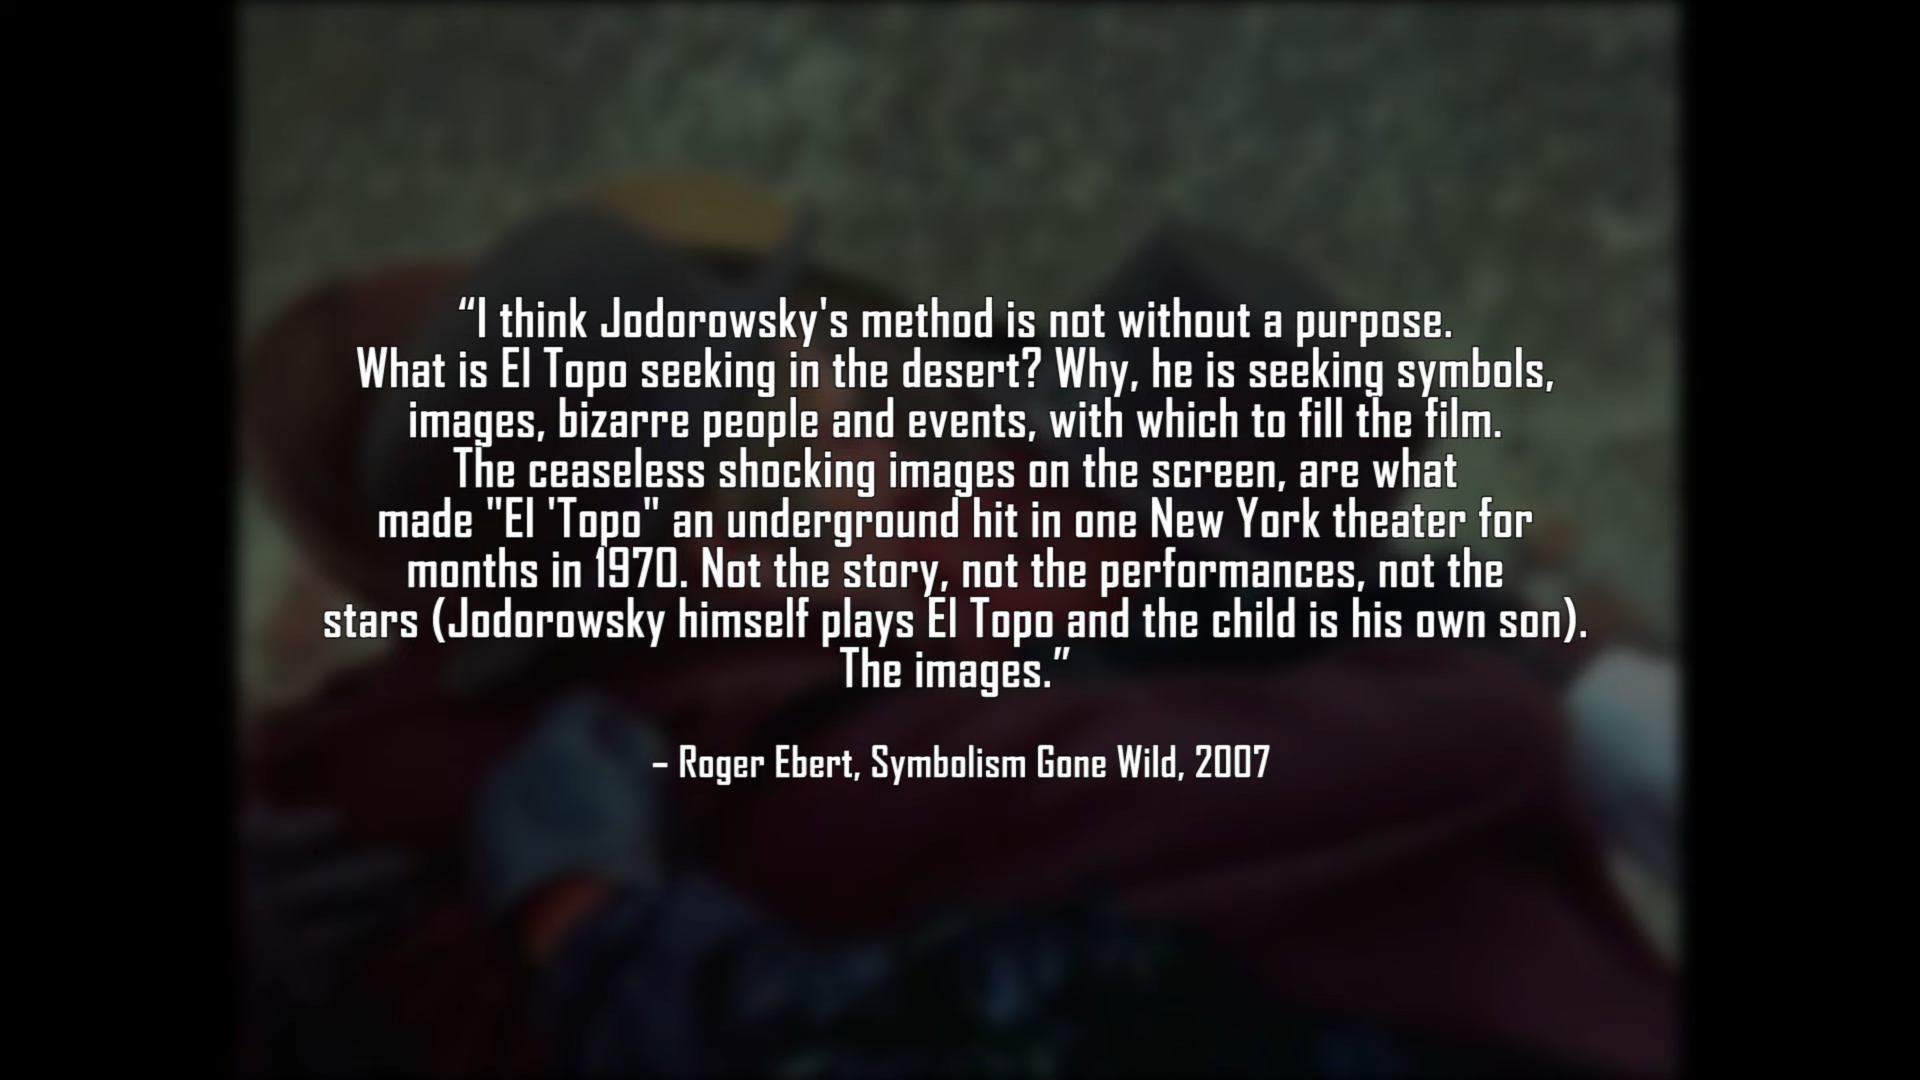 “I think Jodorowsky's method is not without a purpose.
What is El Topo seeking in the desert? Why, he is seeking symbols,
images, bizarre people and events, with which to fill the film.
The ceaseless shocking images on the screen, are what
made "El 'Topo" an underground hit in one New York theater for
months in 1970. Not the story, not the performances, not the
stars (Jodorowsky himself plays El Topo and the child is his own son).
The images.”
– Roger Ebert, Symbolism Gone Wild, 2007